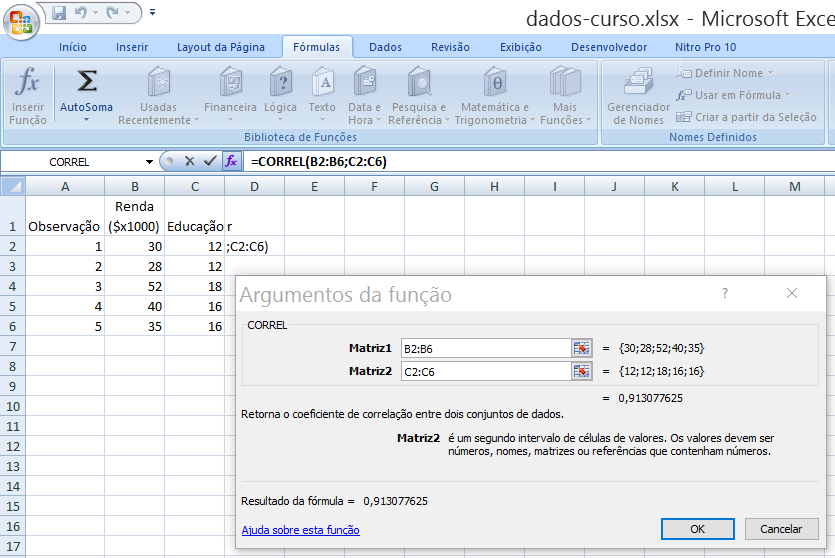 dados-curso.xlsx - Microsoft Exce
Início Inserir Layout da Página Fórmulas Dados Revisão Exibição Desenvolvedor Nitro Pro 10
Inserir Função
AutoSoma
Usadas Recentemente
Financeira
Lógica
Texto
Data e Hora
Pesquisa e Referência
Matemática e Trigonometria
Mais Funções
Biblioteca de Funções
Gerenciador de Nomes
Definir Nome
Usar em Fórmula
Criar a partir da Seleção
Nomes Definidos
CORREL fx =CORREL(B2:B6;C2:C6)
A B C D E F G H I J K L M
Renda
1 Observação ($x1000) Educação r
2 1 30 12 ;C2:C6)
3 2 28 12
4 3 52 18
5 4 40 16
6 5 35 16
7
8
9
10
11
12
13
14
15
16
17
Argumentos da função ?
CORREL
Matriz1 B2:B6 = {30;28;52;40;35}
Matriz2 C2:C6 = {12;12;18;16;16}
= 0,913077625
Retorna o coeficiente de correlação entre dois conjuntos de dados.
Matriz2 é um segundo intervalo de células de valores. Os valores devem ser
números, nomes, matrizes ou referências que contenham números.
Resultado da fórmula = 0,913077625
Ajuda sobre esta função OK Cancelar